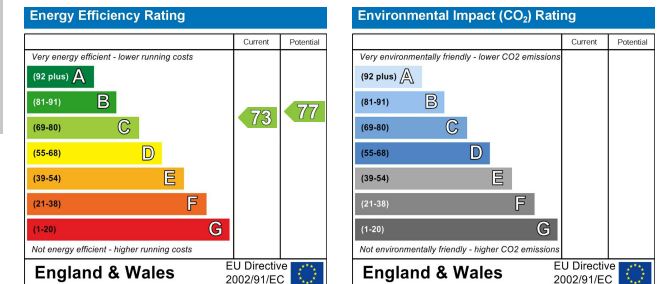 Energy Efficiency Rating
Current Potential
Very energy efficient - lower running costs
(92 plus) A
(81-91) B
(69-80) C
(55-68) D
(39-54) E
(21-38) F
(1-20) G
73 77
Not energy efficient - higher running costs
England & Wales
EU Directive
2002/91/EC
Environmental Impact (CO₂) Rating
Current Potential
Very environmentally friendly - lower CO2 emissions
(92 plus) A
(81-91) B
(69-80) C
(55-68) D
(39-54) E
(21-38) F
(1-20) G
Not environmentally friendly - higher CO2 emissions
England & Wales
EU Directive
2002/91/EC